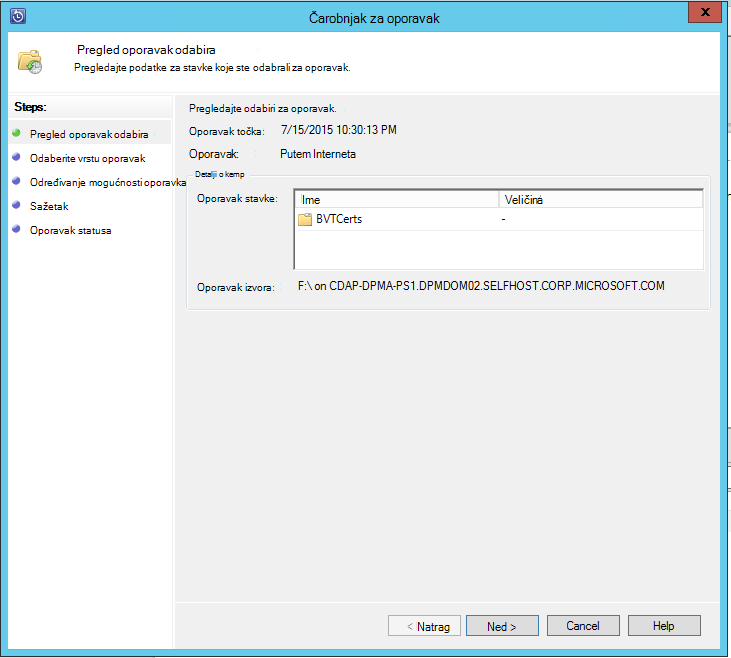 Čarobnjak za oporavak
X
Pregled oporavak odabira
Pregledajte podatke za stavke koje ste odabrali za oporavak.
Steps:
Pregled oporavak odabira
Odaberite vrstu oporavak
Određivanje mogućnosti oporavka
Sažetak
Oporavak statusa
Pregledajte odabiri za oporavak.
Oporavak točka: 7/15/2015 10:30:13 PM
Oporavak: Putem Interneta
Detalji o kemp
Oporavak stavke:
Ime Veličina
BVTCerts -
Oporavak izvora: F:\ on CDAP-DPMA-PS1.DPMDOM02.SELFHOST.CORP.MICROSOFT.COM
< Natrag Ned > Cancel Help